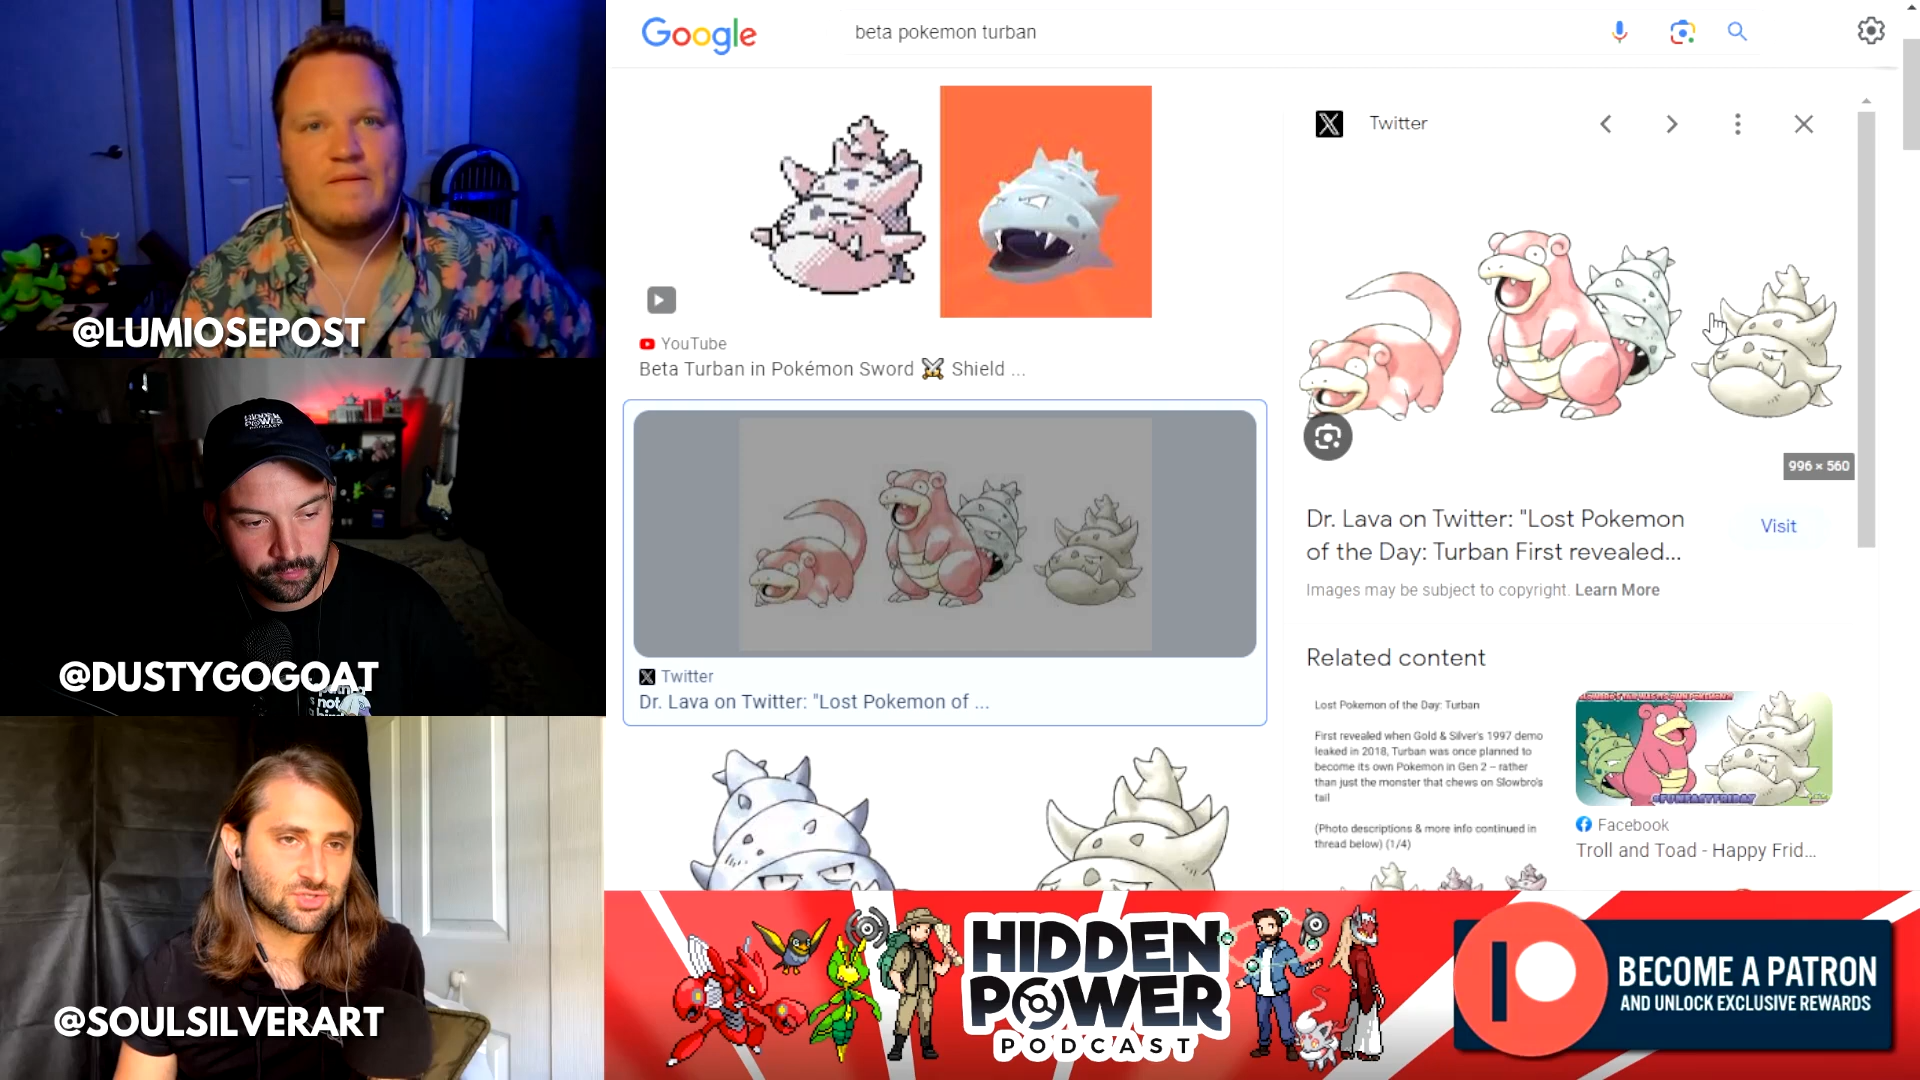 @LUMIOSEPOST
HIDDEN
POWER
PODCAST
@DUSTYGOGOAT
not
@SOULSILVERART
Google
beta pokemon turban
YouTube
Beta Turban in Pokémon Sword ⚔️ Shield ...
Twitter
Dr. Lava on Twitter: "Lost Pokemon of ...
X Twitter
996 × 560
Dr. Lava on Twitter: "Lost Pokemon
of the Day: Turban First revealed...
Visit
Images may be subject to copyright. Learn More
Related content
Lost Pokemon of the Day: Turban
First revealed when Gold & Silver's 1997 demo
leaked in 2018, Turban was once planned to
become its own Pokemon in Gen 2 – rather
than just the monster that chews on Slowbro's
tail
(Photo descriptions & more info continued in
thread below) (1/4)
@FUNFACTFRIDAY
Facebook
Troll and Toad - Happy Frid...
HIDDEN
POWER
PODCAST
BECOME A PATRON
AND UNLOCK EXCLUSIVE REWARDS